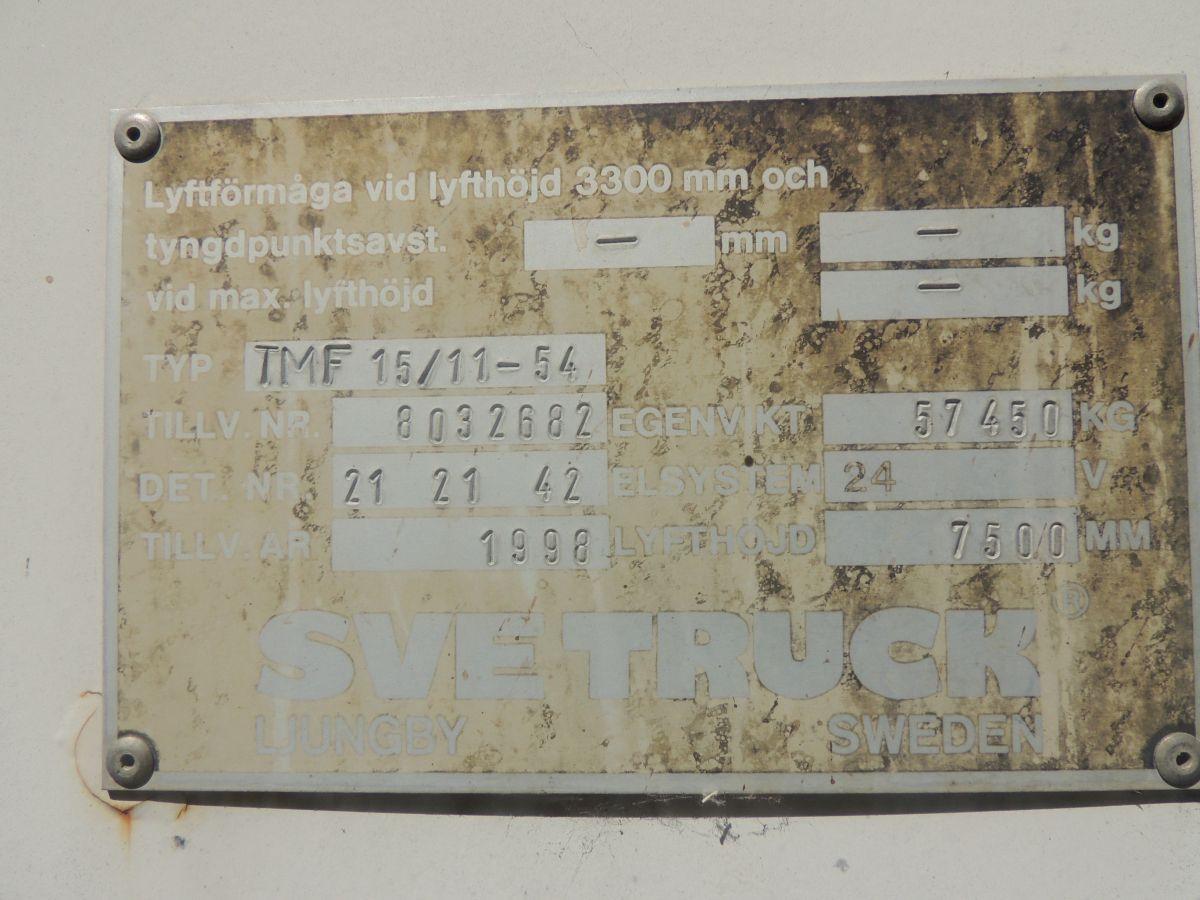 Lyftförmåga vid lyfthöjd 3300 mm och
tyngdpunktsavst. - mm - kg
vid max. lyfthöjd - kg
TYP TMF 15/11-54
TILLV. NR. 8032682 EGENVIKT 57450 KG
DET. NR. 21 21 42 ELSYSTEM 24 V
TILLV. ÅR 1998 LYFTHÖJD 7500 MM
SVETRUCK®
LJUNGBY SWEDEN